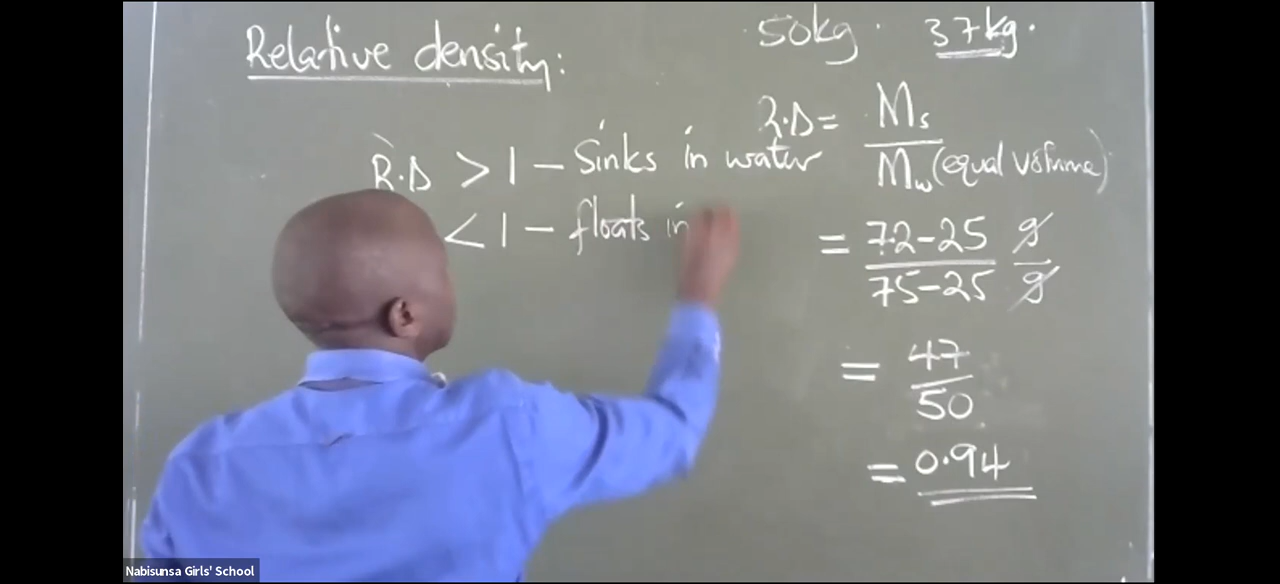 Relative density:
50kg. 37kg.
R.D > 1 – Sinks in water
< 1 – floats in
R.D = Ms / Mw (equal volume)
= 72-25 g / 75-25 g
= 47 / 50
= 0.94
Nabisunsa Girls' School